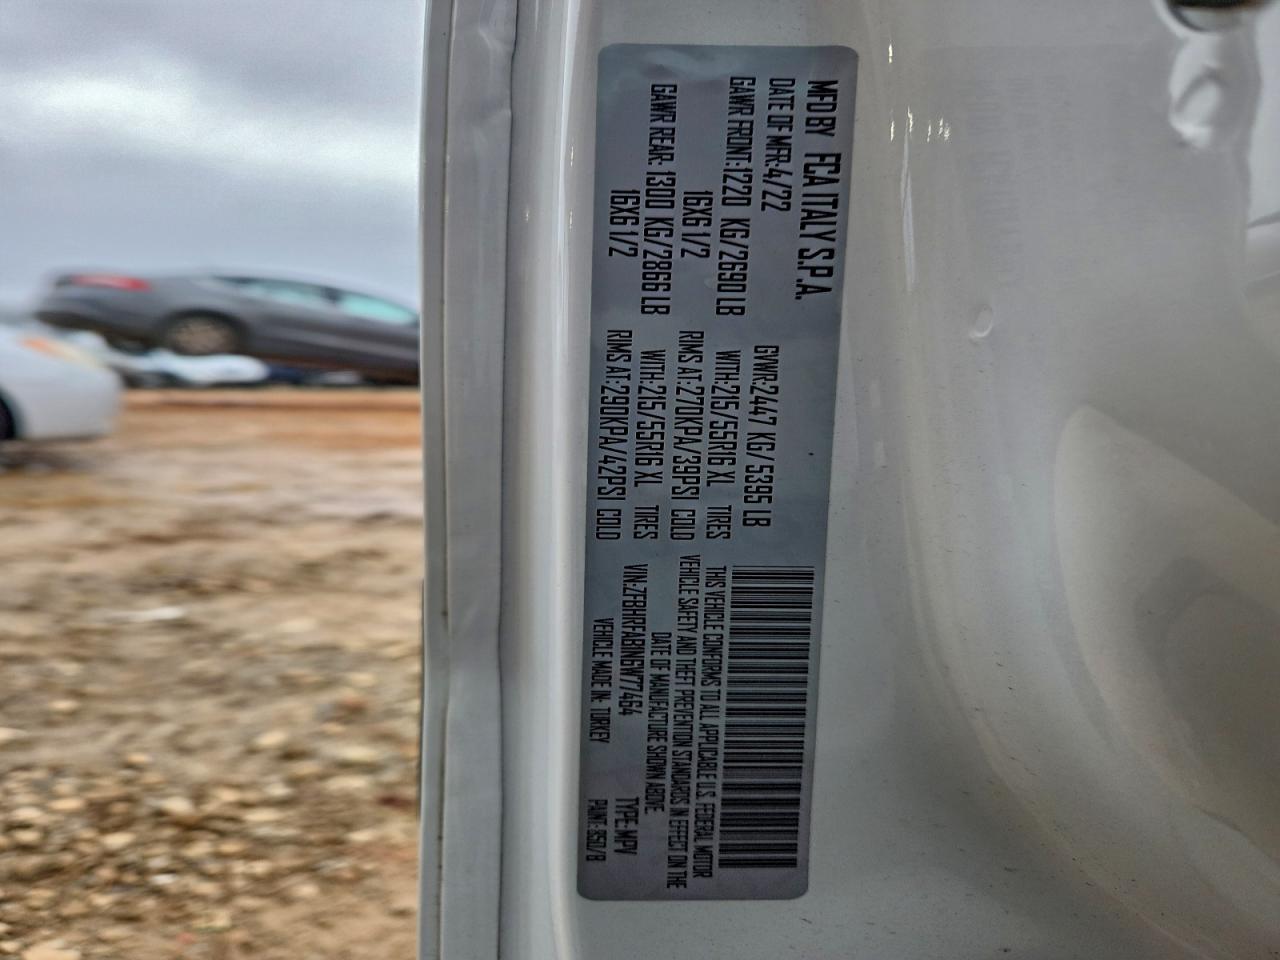 MFD BY FCA ITALY S.P.A.
DATE OF MFR:4/22 GVWR:2447 KG/5395 LB
GAWR FRONT:1220 KG/2690 LB WITH:215/55R16 XL TIRES
16X6 1/2 RIMS AT:270KPA/39PSI COLD
GAWR REAR: 1300 KG/2866 LB WITH:215/55R16 XL TIRES
16X6 1/2 RIMS AT:290KPA/42PSI COLD
THIS VEHICLE CONFORMS TO ALL APPLICABLE U.S. FEDERAL MOTOR
VEHICLE SAFETY AND THEFT PREVENTION STANDARDS IN EFFECT ON THE
DATE OF MANUFACTURE SHOWN ABOVE
VIN:ZFBHRFAB1N6W77464 TYPE: MPV
VEHICLE MADE IN: TURKEY PAINT: 850/B